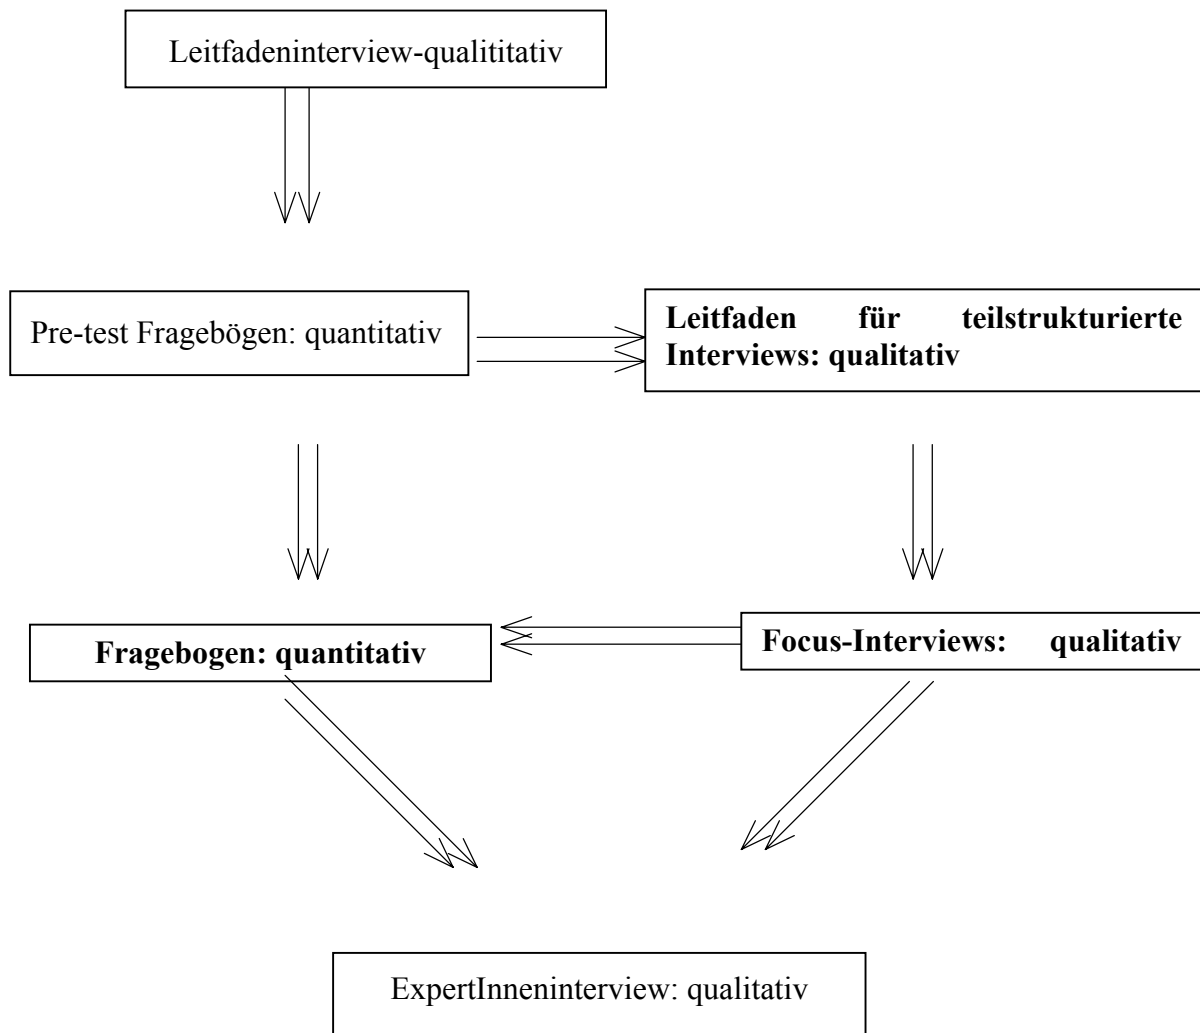 Leitfadeninterview-qualititativ
Pre-test Fragebögen: quantitativ
Leitfaden für teilstrukturierte
Interviews: qualitativ
Fragebogen: quantitativ
Focus-Interviews: qualitativ
ExpertInneninterview: qualitativ